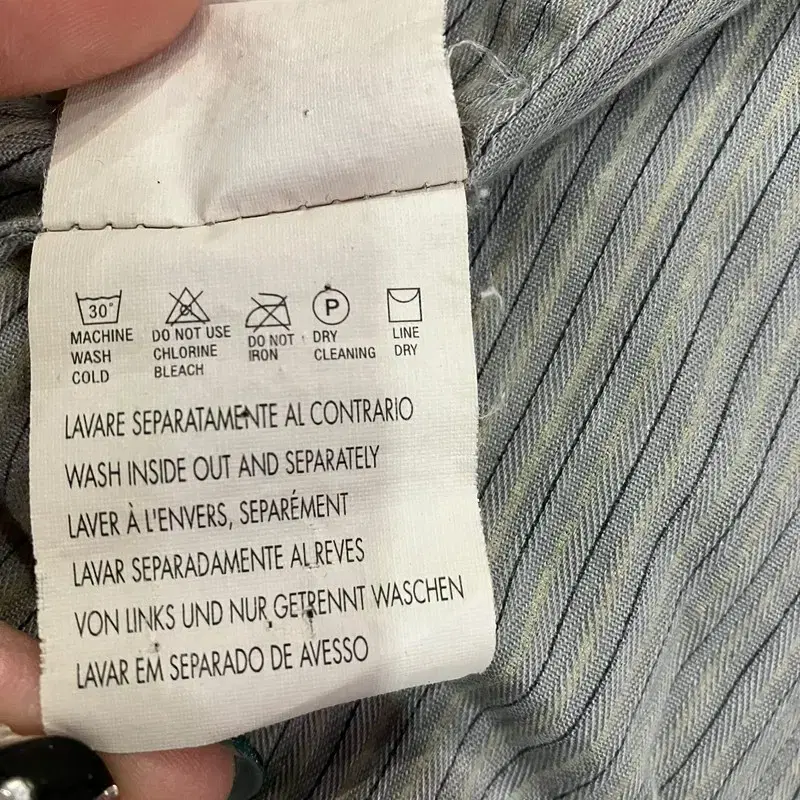 30°
MACHINE
WASH
COLD
DO NOT USE
CHLORINE
BLEACH
DO NOT
IRON
P
DRY
CLEANING
LINE
DRY
LAVARE SEPARATAMENTE AL CONTRARIO
WASH INSIDE OUT AND SEPARATELY
LAVER À L'ENVERS, SEPARÉMENT
LAVAR SEPARADAMENTE AL REVES
VON LINKS UND NUR GETRENNT WASCHEN
LAVAR EM SEPARADO DE AVESSO